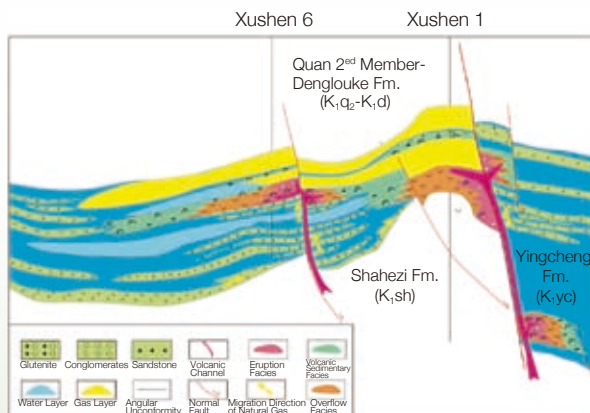 Xushen 6 Xushen 1
Quan 2ed Member-
Denglouke Fm.
(K1q2-K1d)
Shahezi Fm.
(K1sh)
Yingcheng
Fm.
(K1yc)
Glutenite Conglomerates Sandstone Volcanic
Channel Eruption
Facies Volcanic
Sedimentary
Facies
Water Layer Gas Layer Angular
Unconformity Normal
Fault Migration Direction
of Natural Gas Overflow
Facies